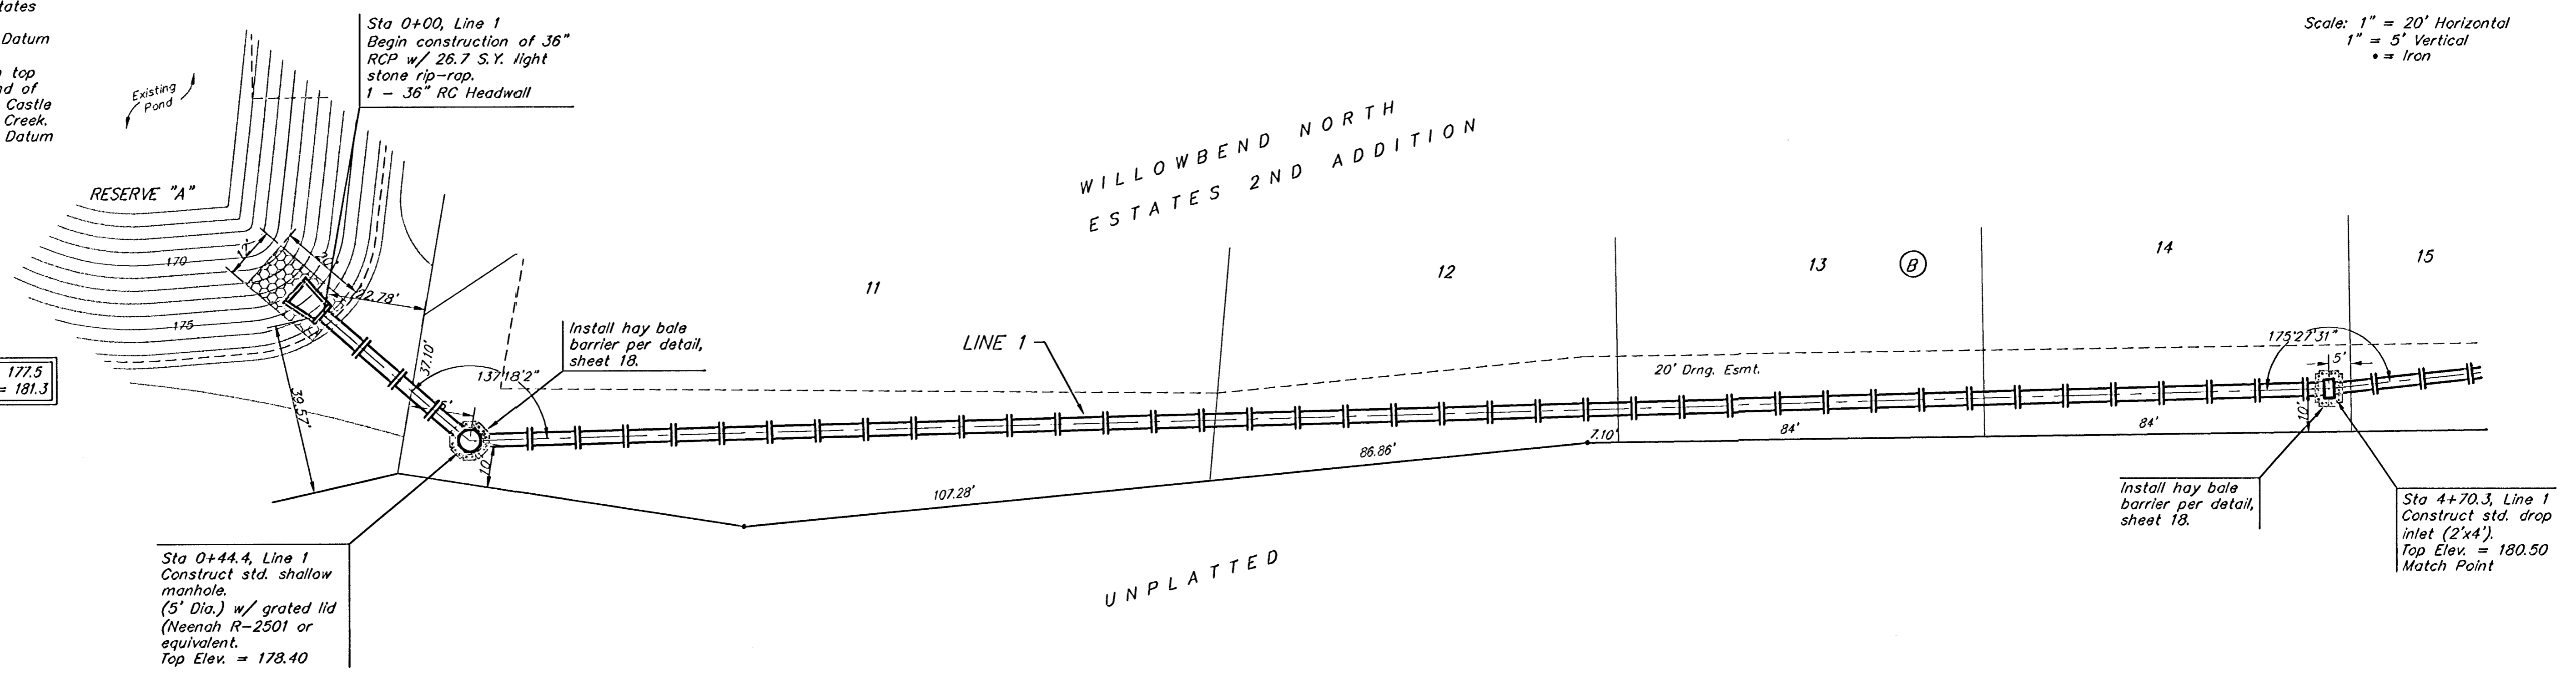 tates
Datum
top
nd of
Castle
Creek.
Datum
Sta 0+00, Line 1
Begin construction of 36"
RCP w/ 26.7 S.Y. light
stone rip-rap.
1 - 36" RC Headwall
Scale: 1" = 20' Horizontal
1" = 5' Vertical
• = Iron
Existing
Pond
RESERVE "A"
WILLOWBEND NORTH
ESTATES 2ND ADDITION
170
175
12'
20'
22.78'
37.10'
39.57'
137°18'2"
5'
10'
177.5
= 181.3
Install hay bale
barrier per detail,
sheet 18.
11
12
13
B
14
15
LINE 1
20' Drng. Esmt.
175°27'31"
5'
10'
107.28'
86.86'
7.10'
84'
84'
UNPLATTED
Sta 0+44.4, Line 1
Construct std. shallow
manhole.
(5' Dia.) w/ grated lid
(Neenah R-2501 or
equivalent.
Top Elev. = 178.40
Install hay bale
barrier per detail,
sheet 18.
Sta 4+70.3, Line 1
Construct std. drop
inlet (2'x4').
Top Elev. = 180.50
Match Point